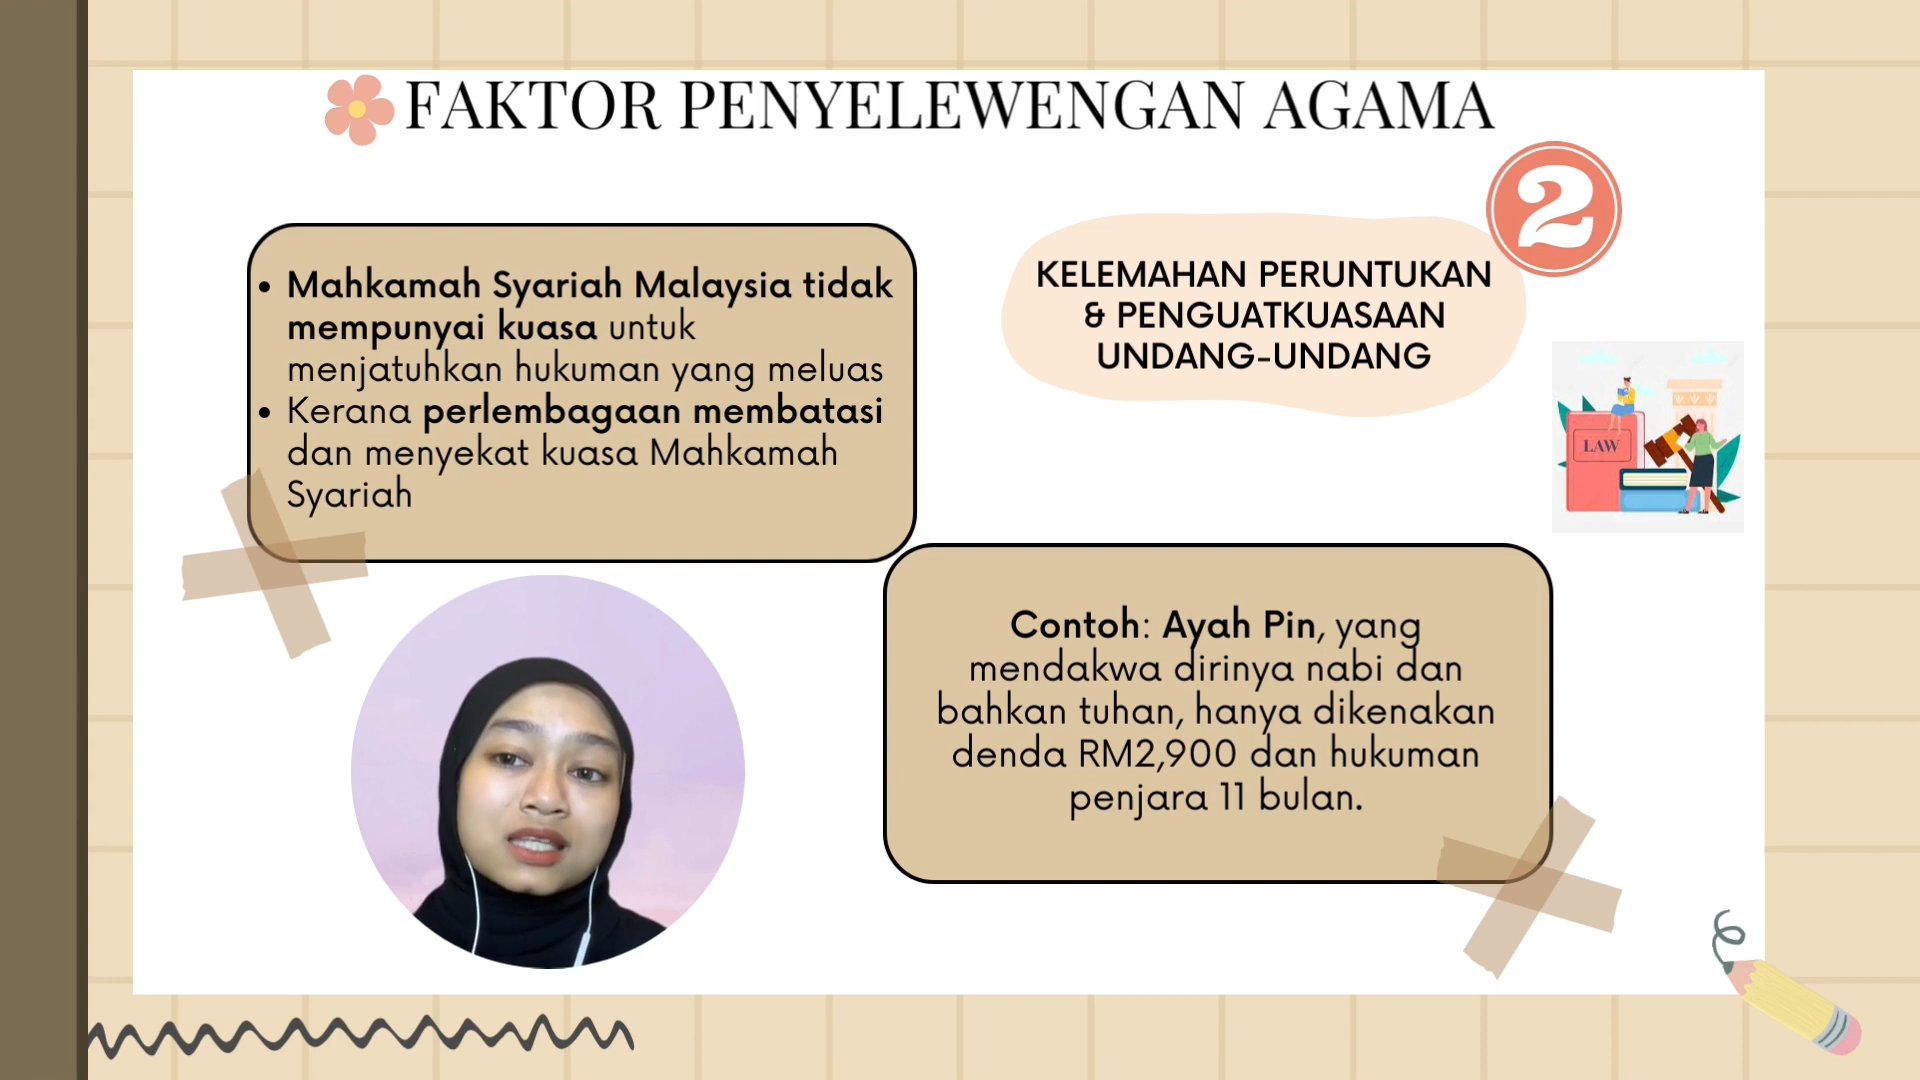 FAKTOR PENYELEWENGAN AGAMA
2
KELEMAHAN PERUNTUKAN
& PENGUATKUASAAN
UNDANG-UNDANG
• Mahkamah Syariah Malaysia tidak
mempunyai kuasa untuk
menjatuhkan hukuman yang meluas
• Kerana perlembagaan membatasi
dan menyekat kuasa Mahkamah
Syariah
LAW
Contoh: Ayah Pin, yang
mendakwa dirinya nabi dan
bahkan tuhan, hanya dikenakan
denda RM2,900 dan hukuman
penjara 11 bulan.